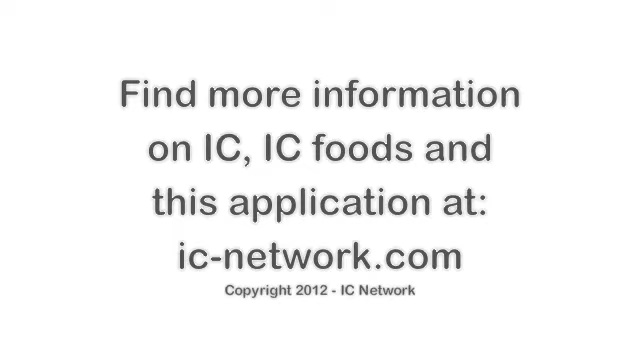 Find more information
on IC, IC foods and
this application at:
ic-network.com
Copyright 2012 - IC Network